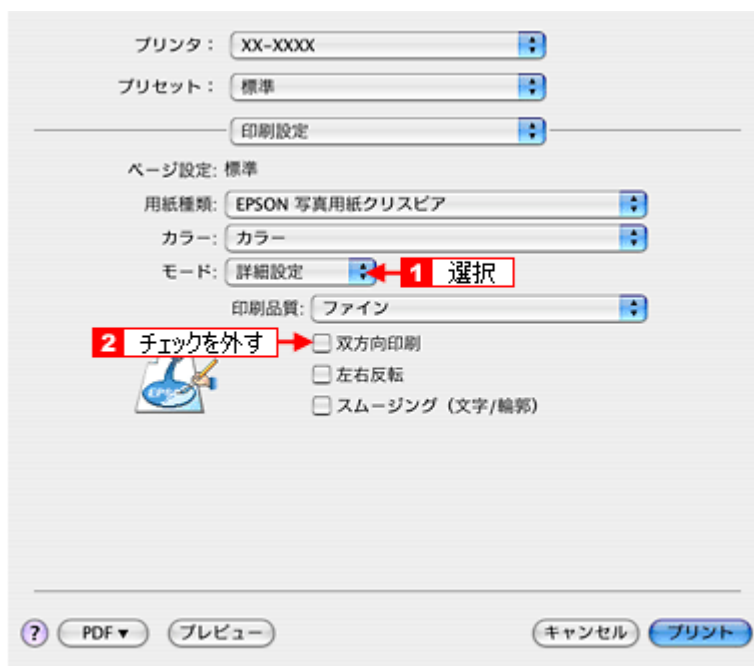 プリンタ： XX-XXXX
プリセット： 標準
印刷設定
ページ設定: 標準
用紙種類: EPSON 写真用紙クリスピア
カラー: カラー
モード: 詳細設定 1 選択
印刷品質: ファイン
2 チェックを外す 双方向印刷
EPSON
左右反転
スムージング（文字/輪郭）
? PDF▼ プレビュー キャンセル プリント